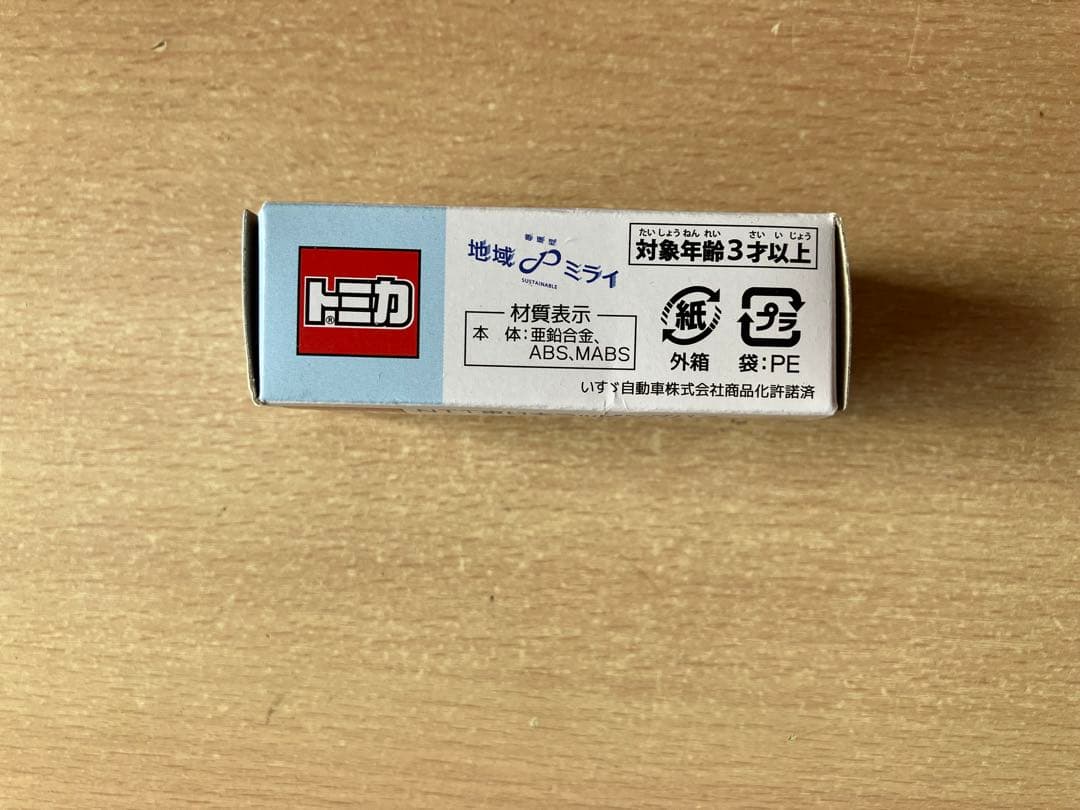 トミカ®
地域∞ミライ
SUSTAINABLE
たいしょうねんれい さいいじょう
対象年齢3才以上
材質表示
本 体:亜鉛合金、
ABS、MABS
紙
外箱
プラ
袋:PE
いすゞ自動車株式会社商品化許諾済